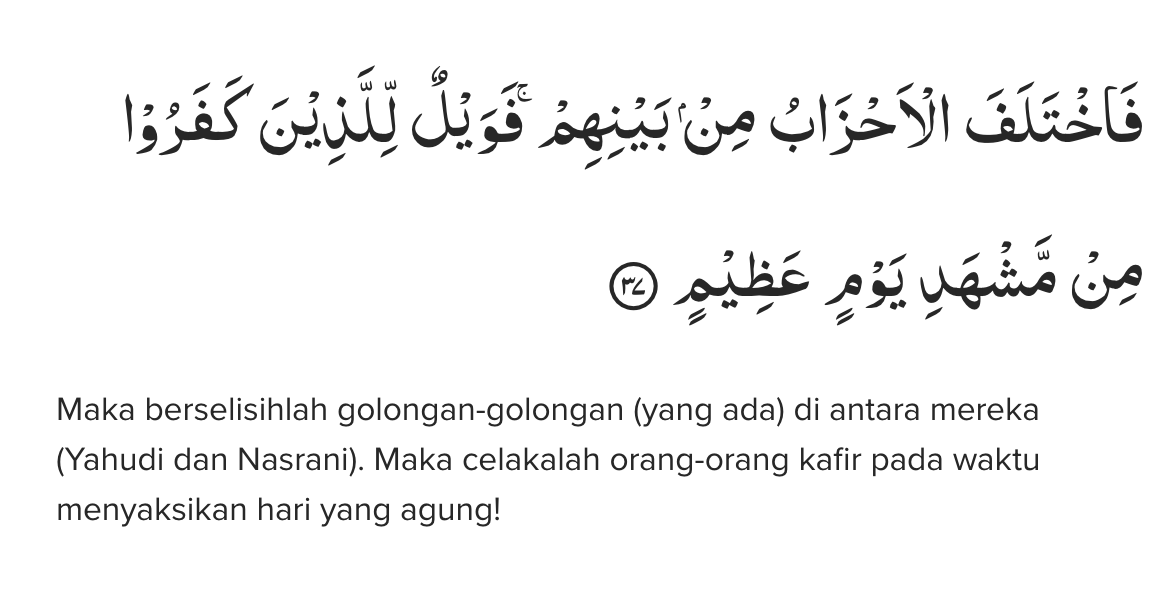 فَاخْتَلَفَ الْاَحْزَابُ مِنْۢ بَيْنِهِمْ ۚفَوَيْلٌ لِّلَّذِيْنَ كَفَرُوْا
مِنْ مَّشْهَدِ يَوْمٍ عَظِيْمٍ ٣٧
Maka berselisihlah golongan-golongan (yang ada) di antara mereka
(Yahudi dan Nasrani). Maka celakalah orang-orang kafir pada waktu
menyaksikan hari yang agung!